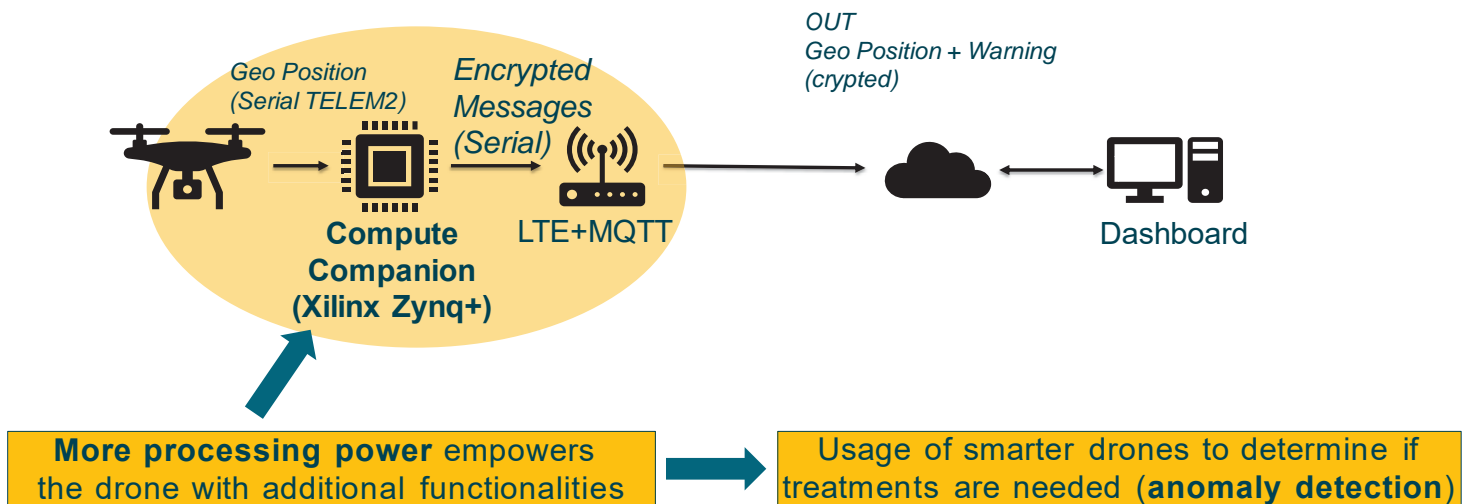 OUT
Geo Position + Warning
(crypted)
Geo Position
(Serial TELEM2)
Encrypted
Messages
(Serial)
Compute
Companion
(Xilinx Zynq+)
LTE+MQTT
Dashboard
More processing power empowers
the drone with additional functionalities
Usage of smarter drones to determine if
treatments are needed (anomaly detection)